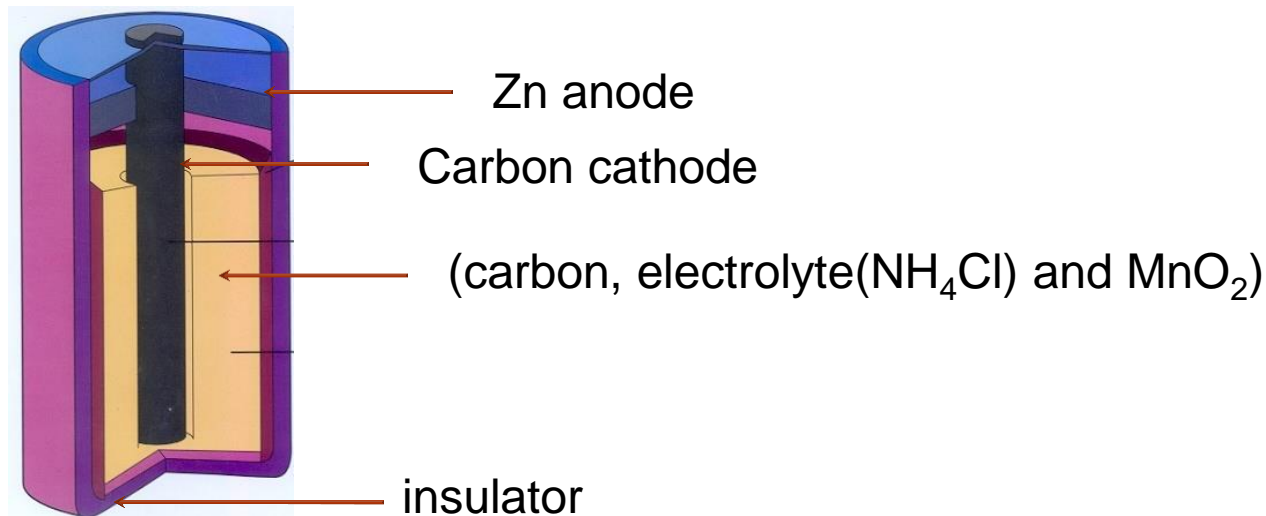 Zn anode
Carbon cathode
(carbon, electrolyte(NH₄Cl) and MnO₂)
insulator